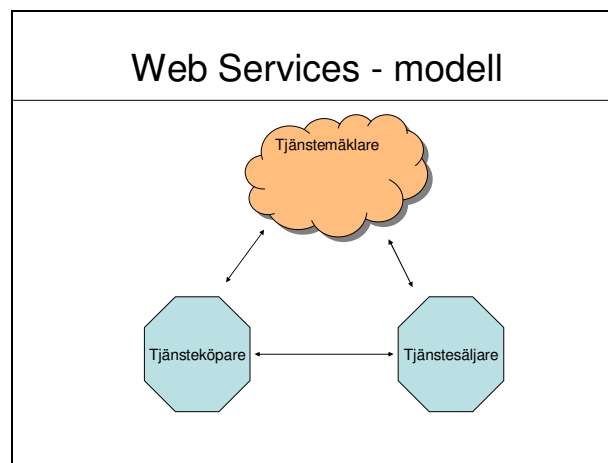 Web Services - modell
Tjänstemäklare
Tjänsteköpare
Tjänstesäljare